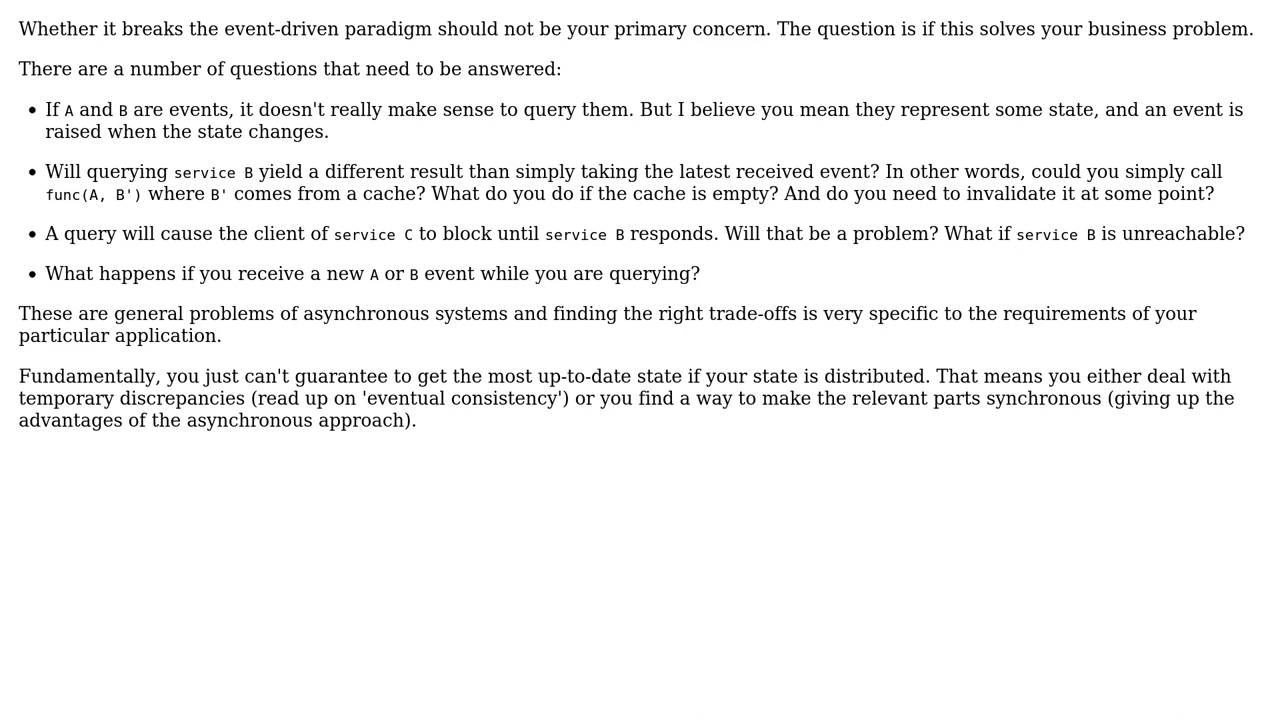 Whether it breaks the event-driven paradigm should not be your primary concern. The question is if this solves your business problem.
There are a number of questions that need to be answered:
• If A and B are events, it doesn't really make sense to query them. But I believe you mean they represent some state, and an event is
raised when the state changes.
• Will querying service B yield a different result than simply taking the latest received event? In other words, could you simply call
func(A, B') where B' comes from a cache? What do you do if the cache is empty? And do you need to invalidate it at some point?
• A query will cause the client of service C to block until service B responds. Will that be a problem? What if service B is unreachable?
• What happens if you receive a new A or B event while you are querying?
These are general problems of asynchronous systems and finding the right trade-offs is very specific to the requirements of your
particular application.
Fundamentally, you just can't guarantee to get the most up-to-date state if your state is distributed. That means you either deal with
temporary discrepancies (read up on 'eventual consistency') or you find a way to make the relevant parts synchronous (giving up the
advantages of the asynchronous approach).